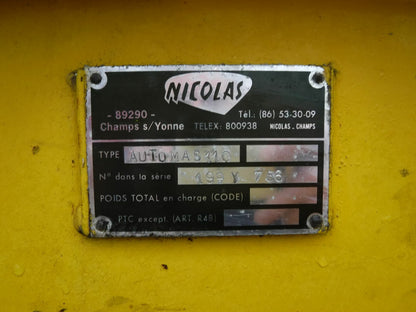 NICOLAS
- 89290 - Tél.: (86) 53-30-09
Champs s/Yonne TELEX: 800938 NICOLAS . CHAMPS
TYPE AUTOMAS
N° dans la série
POIDS TOTAL en charge (CODE)
PTC except. (ART. R48)